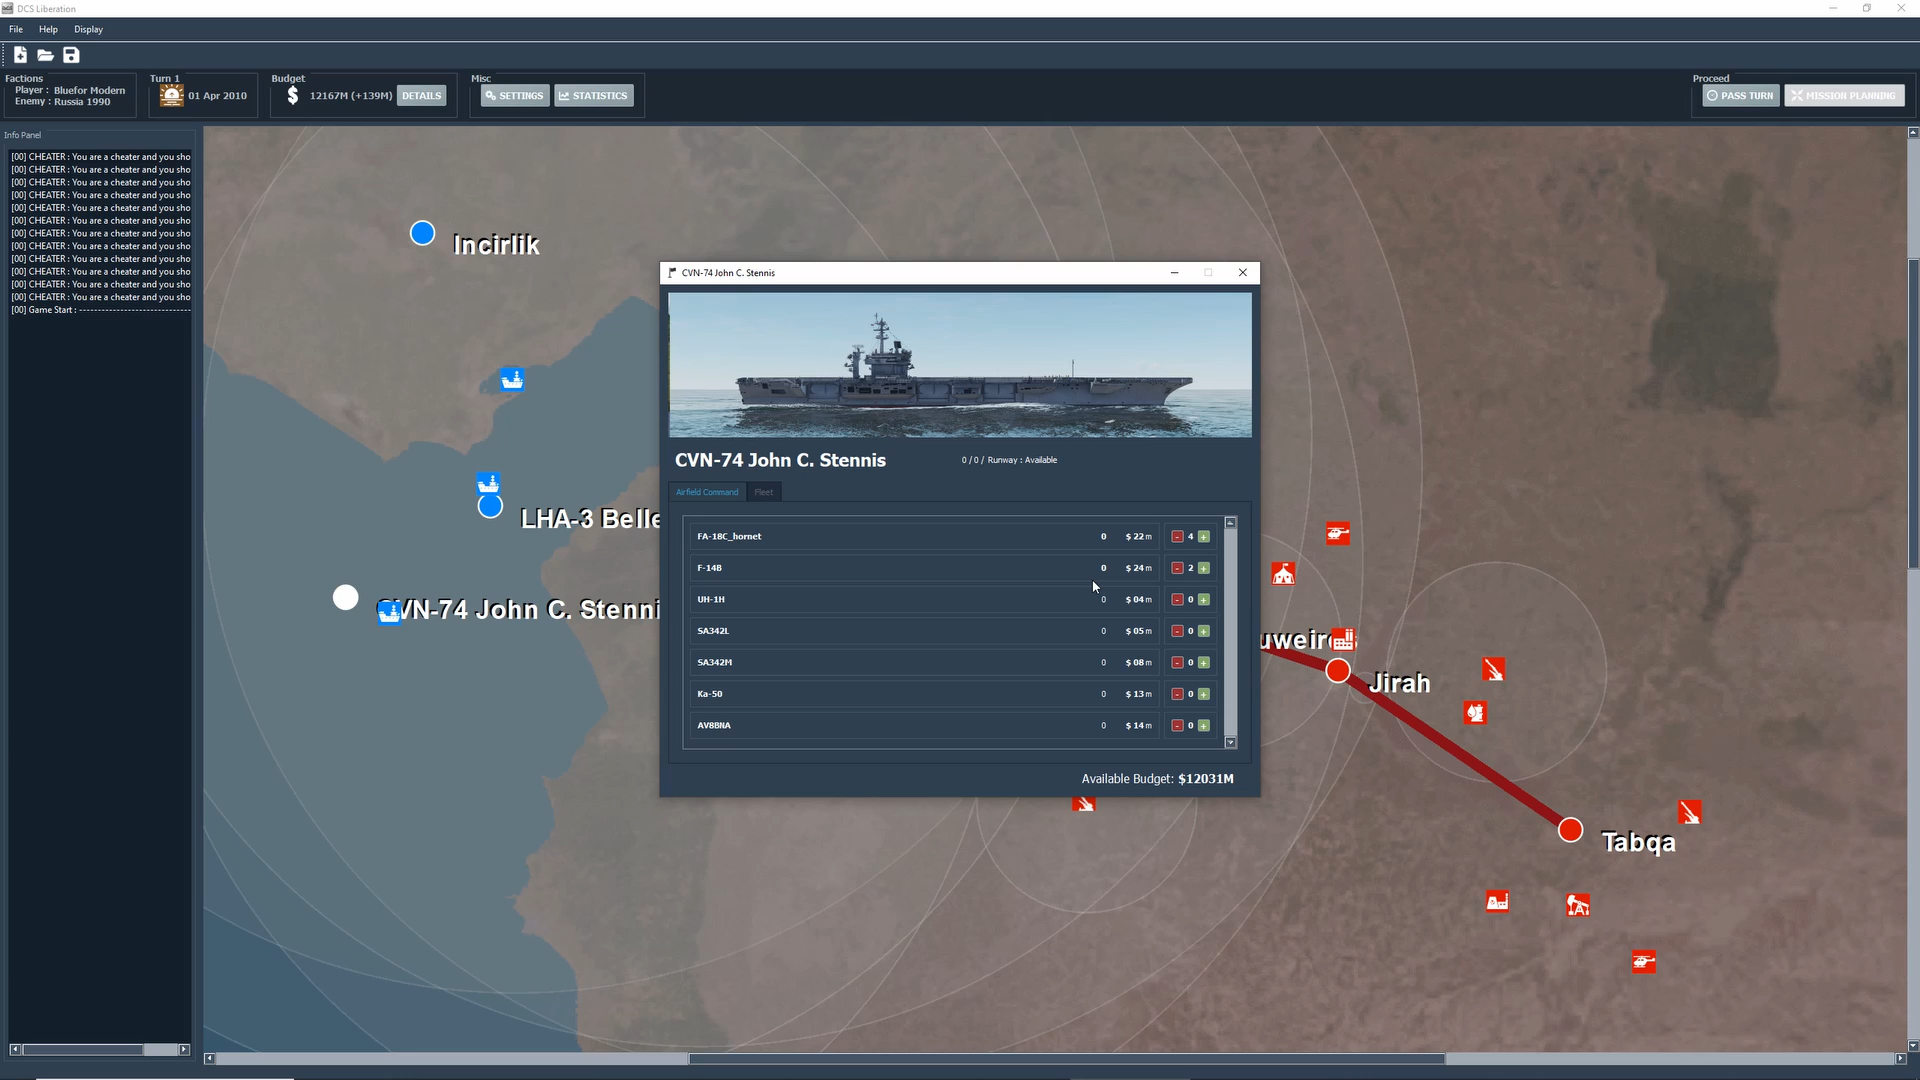 DCS Liberation
File Help Display
Factions
Player : Bluefor Modern
Enemy : Russia 1990
Turn 1
01 Apr 2010
Budget
$ 12167M (+139M) DETAILS
Misc
SETTINGS STATISTICS
Proceed
PASS TURN MISSION PLANNING
Info Panel
[00] CHEATER : You are a cheater and you sho
[00] CHEATER : You are a cheater and you sho
[00] CHEATER : You are a cheater and you sho
[00] CHEATER : You are a cheater and you sho
[00] CHEATER : You are a cheater and you sho
[00] CHEATER : You are a cheater and you sho
[00] CHEATER : You are a cheater and you sho
[00] CHEATER : You are a cheater and you sho
[00] CHEATER : You are a cheater and you sho
[00] CHEATER : You are a cheater and you sho
[00] CHEATER : You are a cheater and you sho
[00] CHEATER : You are a cheater and you sho
[00] Game Start : ------------------------------
Incirlik
LHA-3 Belle
CVN-74 John C. Stenni
CVN-74 John C. Stennis
CVN-74 John C. Stennis
0 / 0 / Runway : Available
Airfield Command Fleet
FA-18C_hornet 0 $ 22 m - 4 +
F-14B 0 $ 24 m - 2 +
UH-1H 0 $ 04 m - 0 +
SA342L 0 $ 05 m - 0 +
SA342M 0 $ 08 m - 0 +
Ka-50 0 $ 13 m - 0 +
AV8BNA 0 $ 14 m - 0 +
Available Budget: $12031M
Jirah
Tabqa